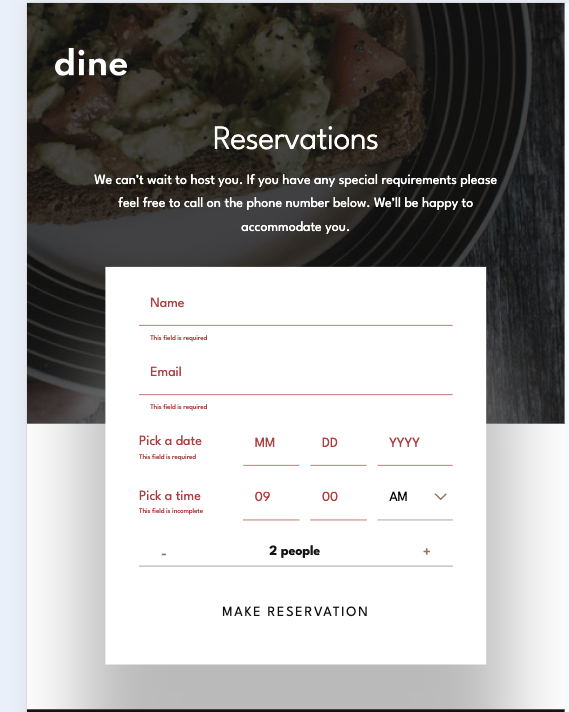 dine
Reservations
We can't wait to host you. If you have any special requirements please
feel free to call on the phone number below. We'll be happy to
accommodate you.
Name
This field is required
Email
This field is required
Pick a date
This field is required
MM DD YYYY
Pick a time
This field is incomplete
09 00 AM
- 2 people +
MAKE RESERVATION